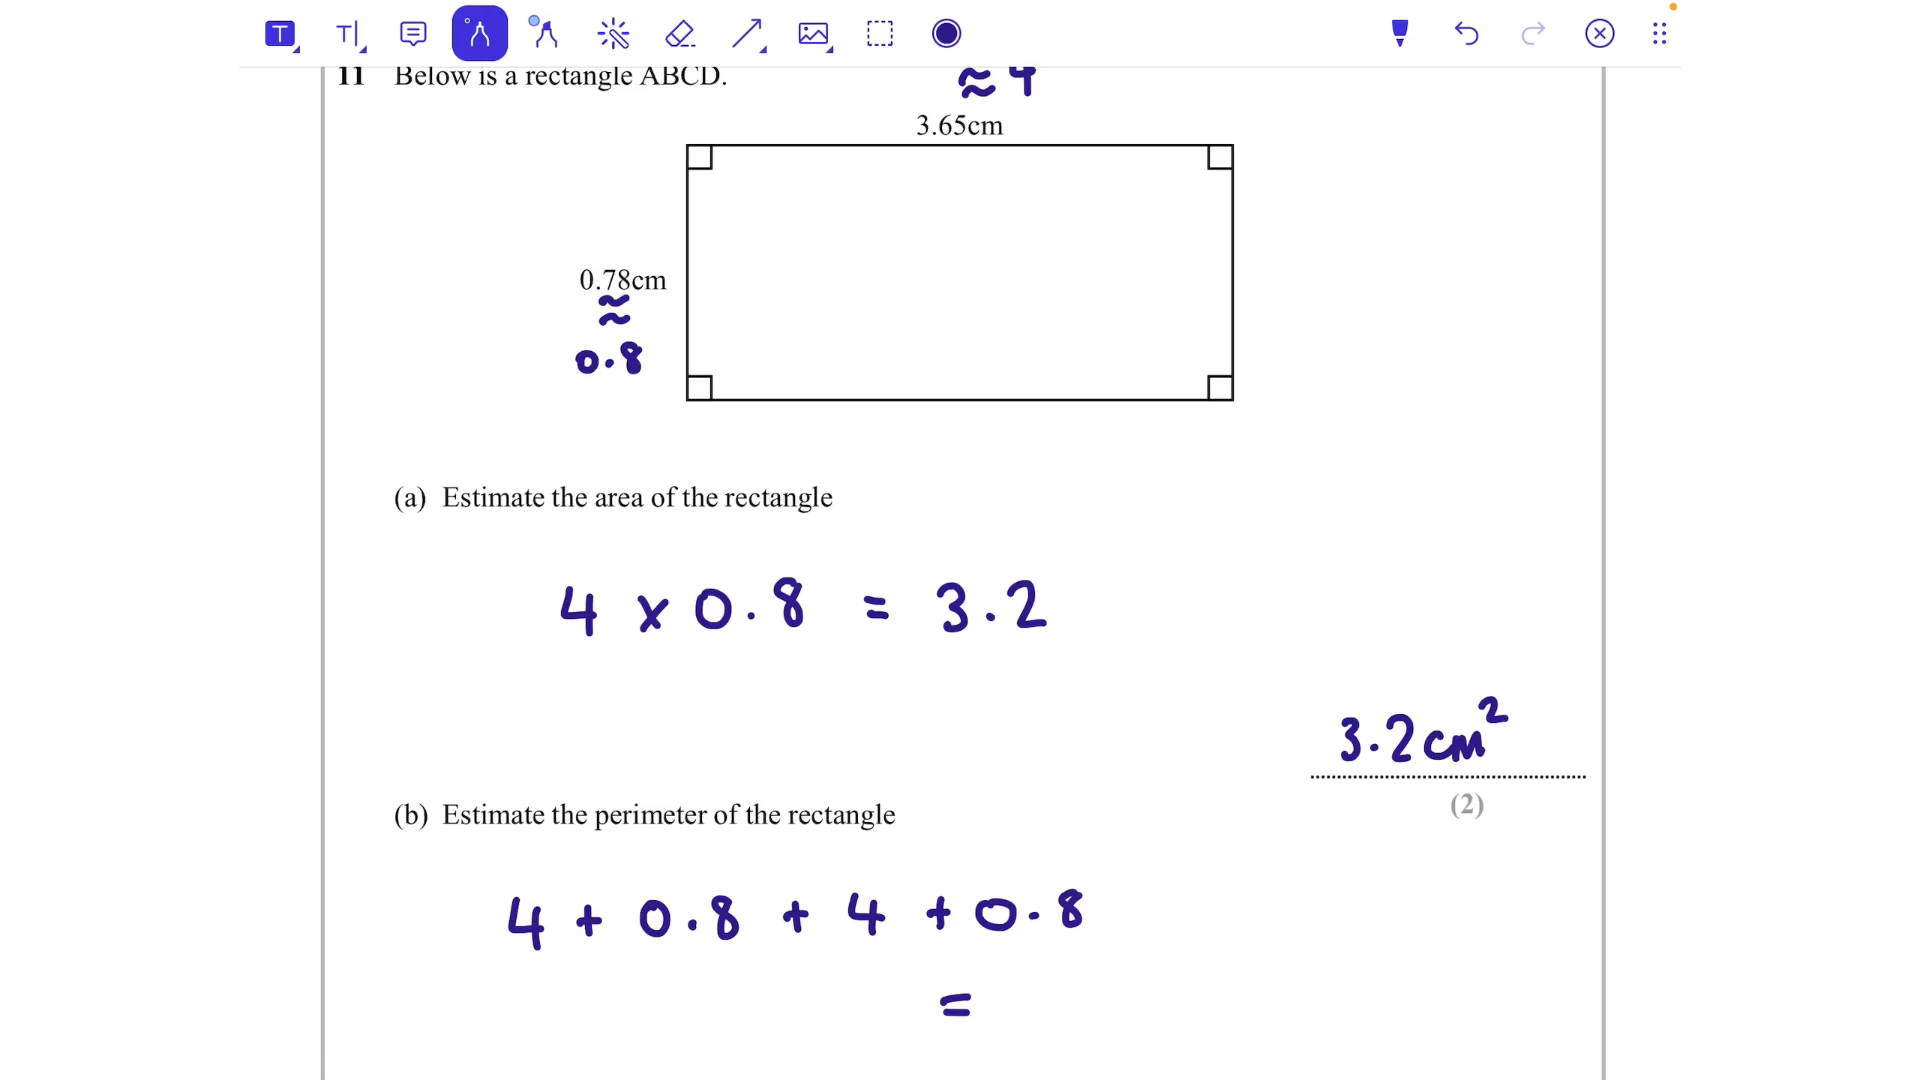 11 Below is a rectangle ABCD.
≈ 4
3.65cm
0.78cm
≈
0.8
(a) Estimate the area of the rectangle
4 x 0.8 = 3.2
3.2cm²
(2)
(b) Estimate the perimeter of the rectangle
4 + 0.8 + 4 + 0.8
=